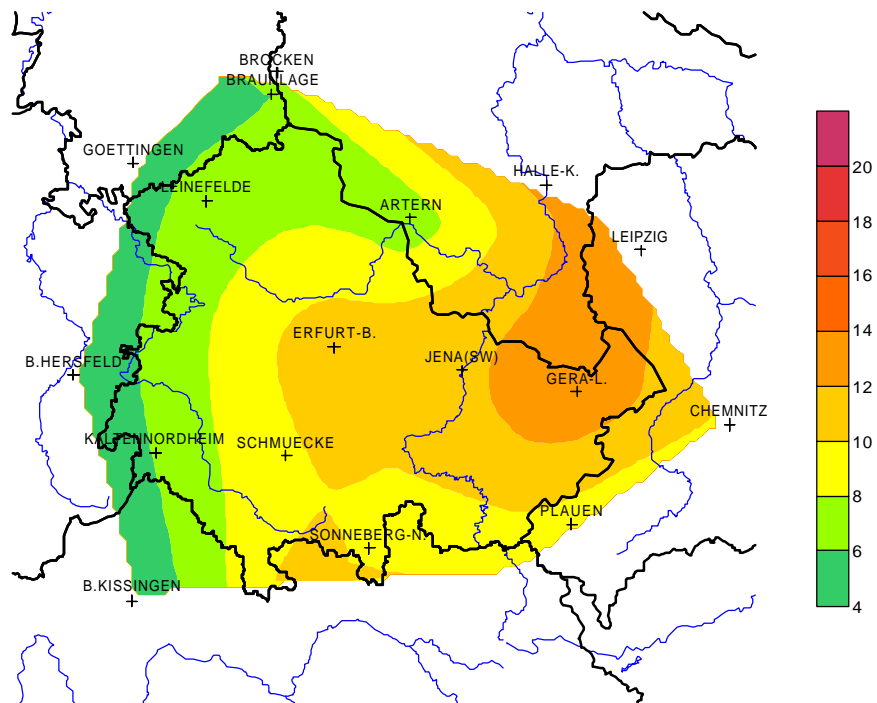 BROCKEN
BRAUNLAGE
GOETTINGEN
HALLE-K.
20
LEINEFELDE
ARTERN
18
LEIPZIG
16
ERFURT-B.
14
B.HERSFELD
JENA(SW)
GERA-L.
12
CHEMNITZ
KALTENNORDHEIM
SCHMUECKE
10
8
PLAUEN
SONNEBERG-N.
6
B.KISSINGEN
4